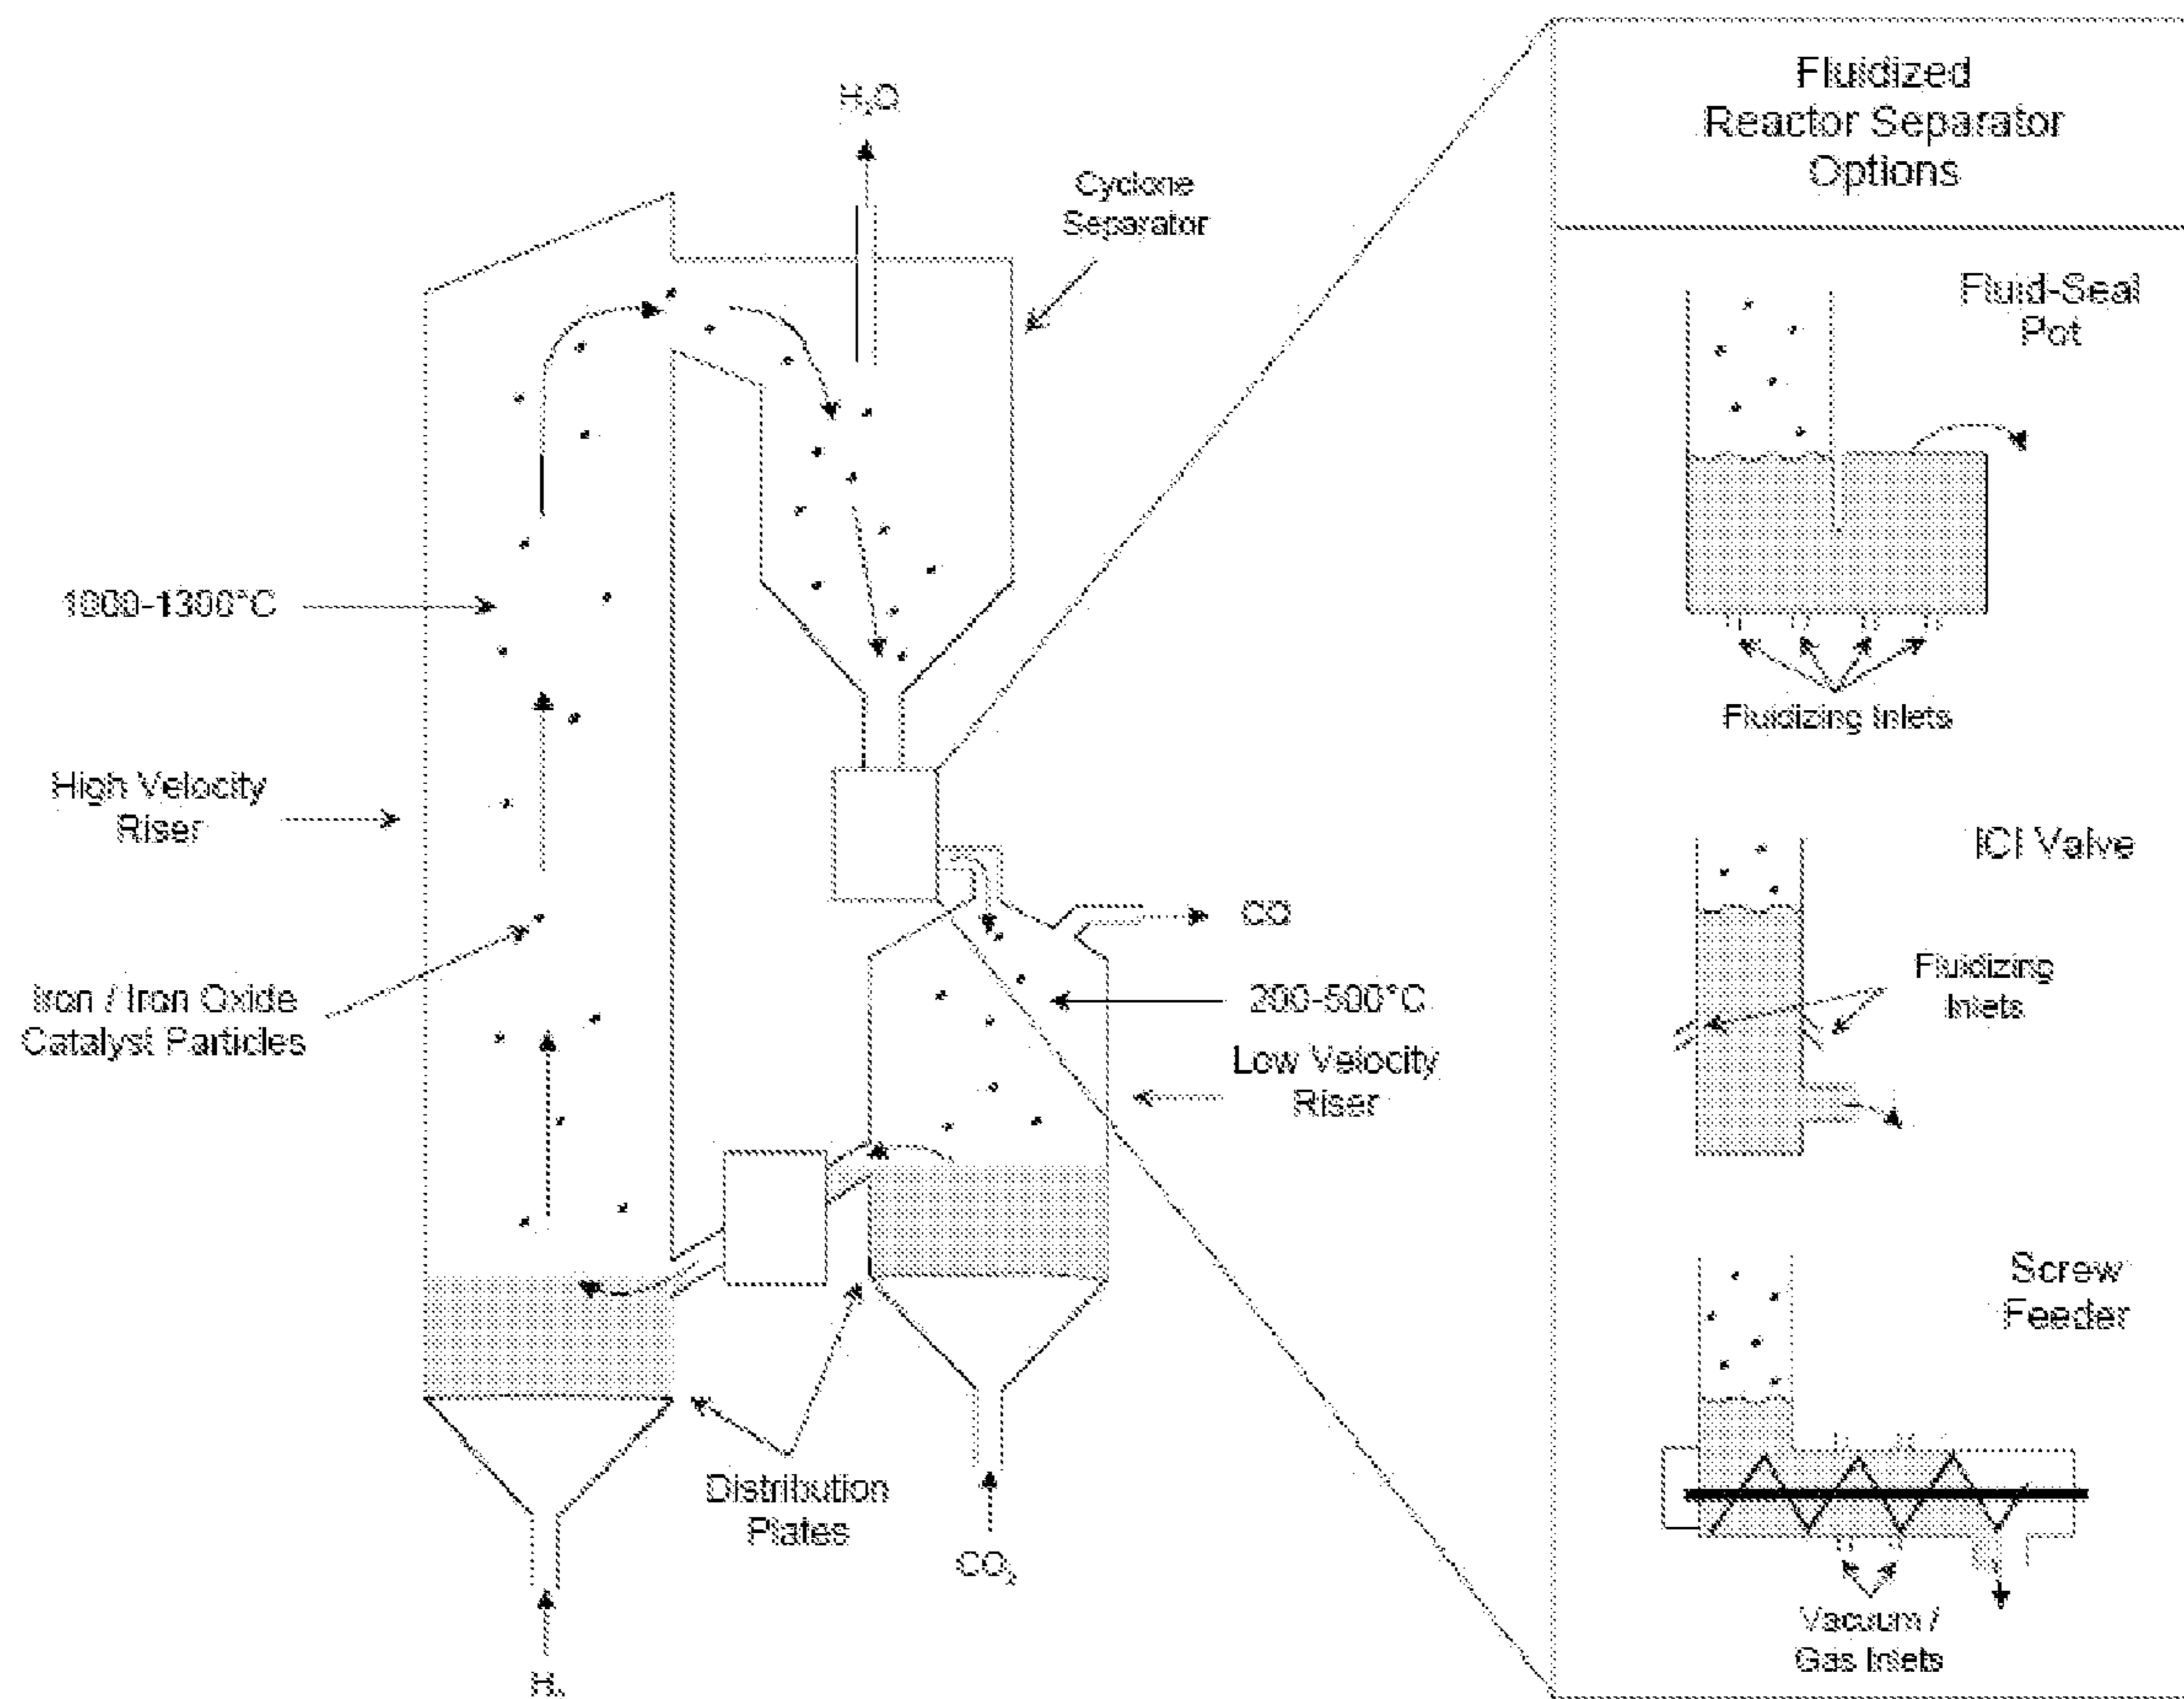 H₂O
Cyclone
Separator
1000-1300°C
High Velocity
Riser
Iron / Iron Oxide
Catalyst Particles
CO
200-500°C
Low Velocity
Riser
Distribution
Plates
CO₂
H₂
Fluidized
Reactor Separator
Options
Fluid-Seal
Pot
Fluidizing Inlets
ICI Valve
Fluidizing
Inlets
Screw
Feeder
Vacuum /
Gas Inlets